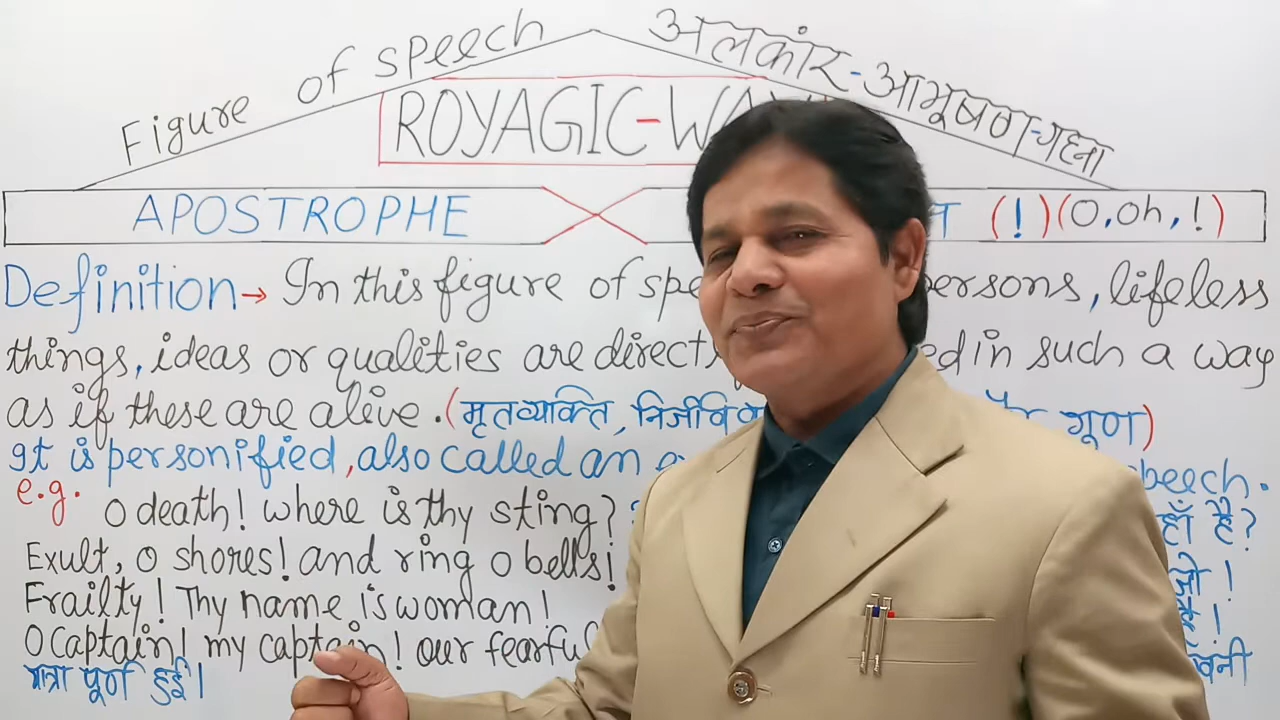 Figure of speech अलकांर-आभूषण-गहना
ROYAGIC-WA
APOSTROPHE (!) (O, oh, !)
Definition→ In this figure of spe persons, lifeless
things, ideas or qualities are direct ed in such a way
as if these are alive. (मृतव्यक्ति, निर्जीव गूण)
It is personified, also called an
e.g. O death! where is thy sting? है?
Exult, O shores! and ring O bells!
Frailty! Thy name is woman! !
O Captain! my captain! our fearful
यात्रा पूर्ण हुई।